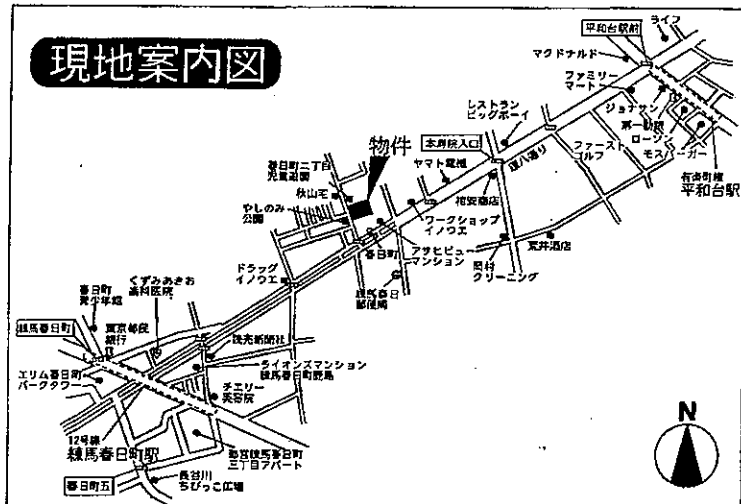 現地案内図
平和台駅前
ライフ
マクドナルド
ファミリー
マート
ジョナサン
第一勧銀
ローソン
モスバーガー
有楽町線
平和台駅
レストラン
ビッグボーイ
本寿院入口
ヤマト電機
環八通り
ファースト
ゴルフ
物件
春日町二丁目
児童遊園
秋山宅
やしのみ
公園
ワークショップ
イノウエ
荒井酒店
アサヒビュー
マンション
春日町
岡村
クリーニング
練馬春日
郵便局
ドラッグ
イノウエ
くずみあきお
歯科医院
春日町
青少年館
練馬春日町
東京都民
銀行
読売新聞社
エリム春日町
パークタワー
ライオンズマンション
チエリー
美容院
12号線
練馬春日町駅
都営練馬春日町
三丁目アパート
長谷川
ちびっこ広場
春日町五
N